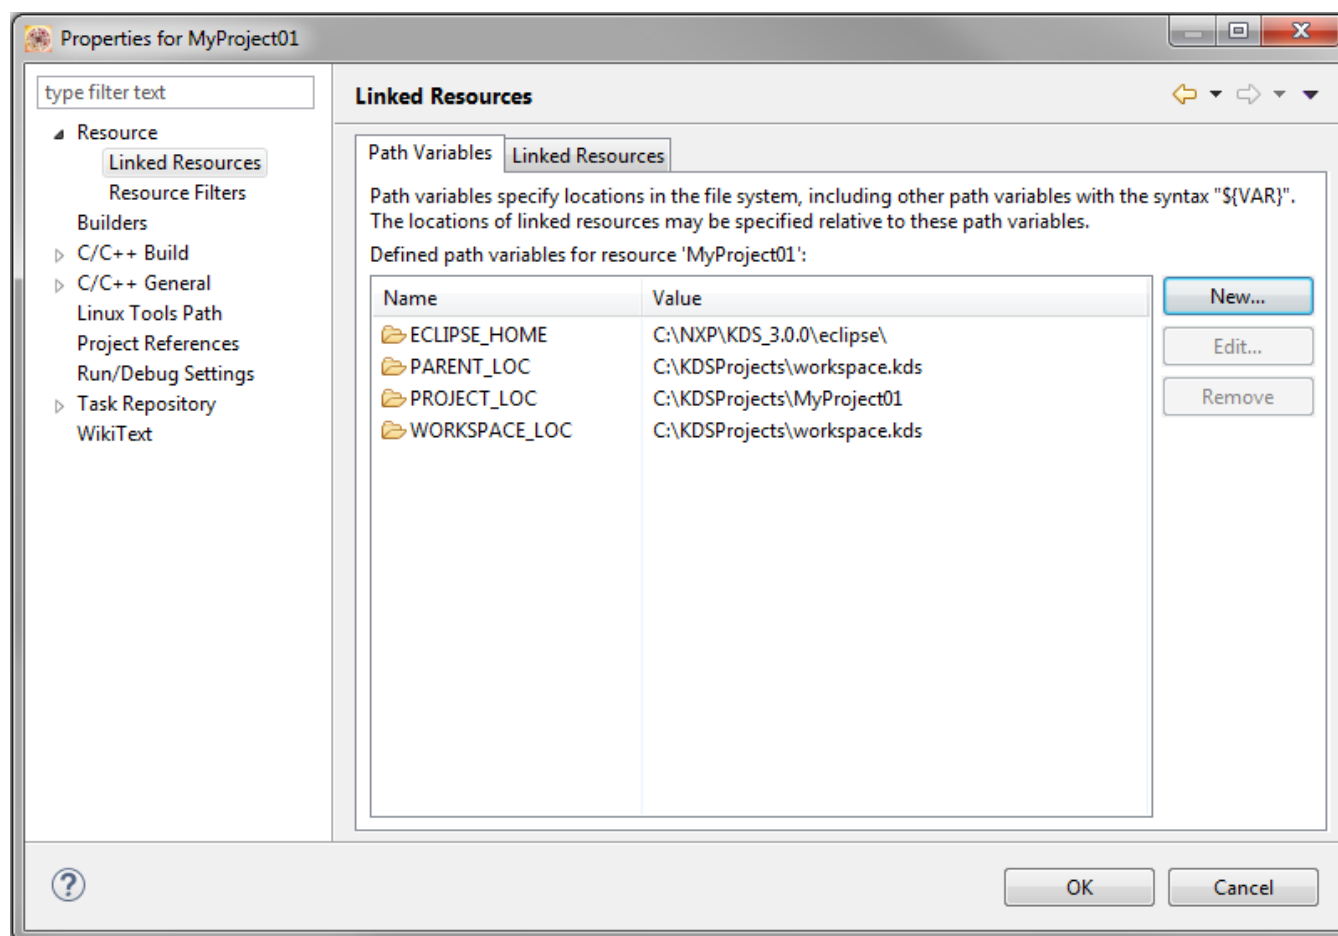 Properties for MyProject01
type filter text
Resource
Linked Resources
Resource Filters
Builders
C/C++ Build
C/C++ General
Linux Tools Path
Project References
Run/Debug Settings
Task Repository
WikiText
Linked Resources
Path Variables
Linked Resources
Path variables specify locations in the file system, including other path variables with the syntax "${VAR}".
The locations of linked resources may be specified relative to these path variables.
Defined path variables for resource 'MyProject01':
Name Value
ECLIPSE_HOME C:\NXP\KDS_3.0.0\eclipse\
PARENT_LOC C:\KDSProjects\workspace.kds
PROJECT_LOC C:\KDSProjects\MyProject01
WORKSPACE_LOC C:\KDSProjects\workspace.kds
New...
Edit...
Remove
?
OK
Cancel